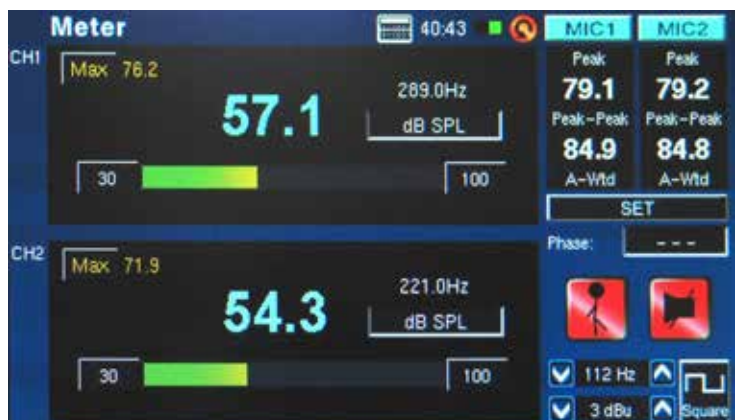 Meter
40:43
MIC1 MIC2
CH1
Max 76.2
57.1
289.0Hz
dB SPL
30
100
Peak Peak
79.1 79.2
Peak-Peak Peak-Peak
84.9 84.8
A-Wtd A-Wtd
SET
Phase: ---
CH2
Max 71.9
54.3
221.0Hz
dB SPL
30
100
112 Hz
3 dBu
Square